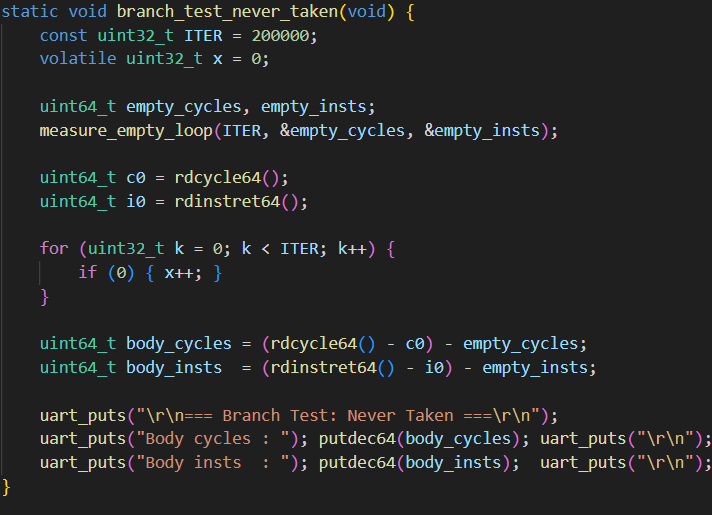 static void branch_test_never_taken(void) {
    const uint32_t ITER = 200000;
    volatile uint32_t x = 0;

    uint64_t empty_cycles, empty_insts;
    measure_empty_loop(ITER, &empty_cycles, &empty_insts);

    uint64_t c0 = rdcycle64();
    uint64_t i0 = rdinstret64();

    for (uint32_t k = 0; k < ITER; k++) {
        if (0) { x++; }
    }

    uint64_t body_cycles = (rdcycle64() - c0) - empty_cycles;
    uint64_t body_insts  = (rdinstret64() - i0) - empty_insts;

    uart_puts("\r\n=== Branch Test: Never Taken ===\r\n");
    uart_puts("Body cycles : "); putdec64(body_cycles); uart_puts("\r\n");
    uart_puts("Body insts  : "); putdec64(body_insts);  uart_puts("\r\n");
}